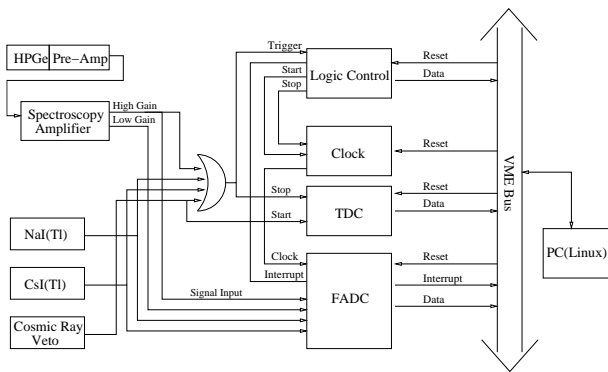 HPGe Pre-Amp
Spectroscopy
Amplifier
High Gain
Low Gain
NaI(Tl)
CsI(Tl)
Cosmic Ray
Veto
Trigger
Start
Stop
Logic Control
Reset
Data
Clock
Reset
Stop
Start
TDC
Reset
Data
Clock
Interrupt
Signal Input
FADC
Reset
Interrupt
Data
VME Bus
PC(Linux)